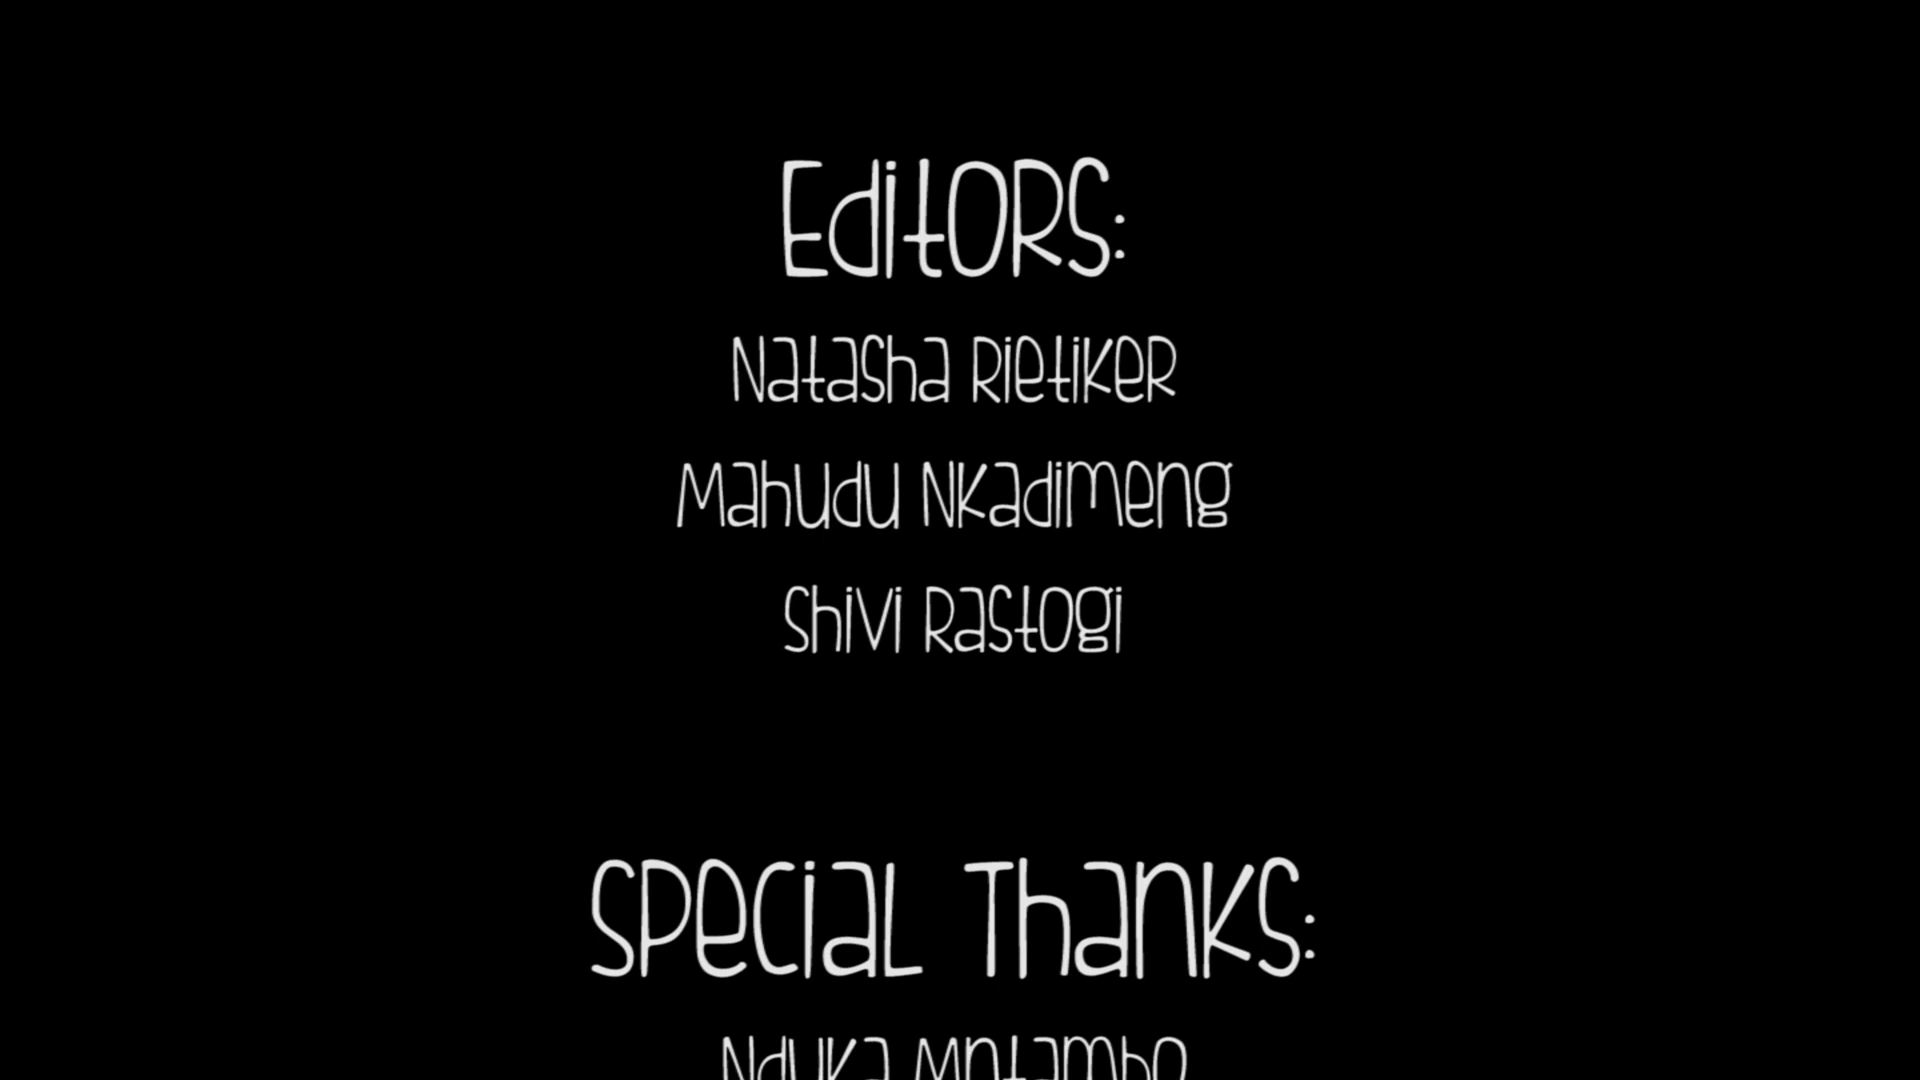 Editors:
Natasha Rietiker
Mahudu Nkadimeng
Shivi Rastogi
Special Thanks: